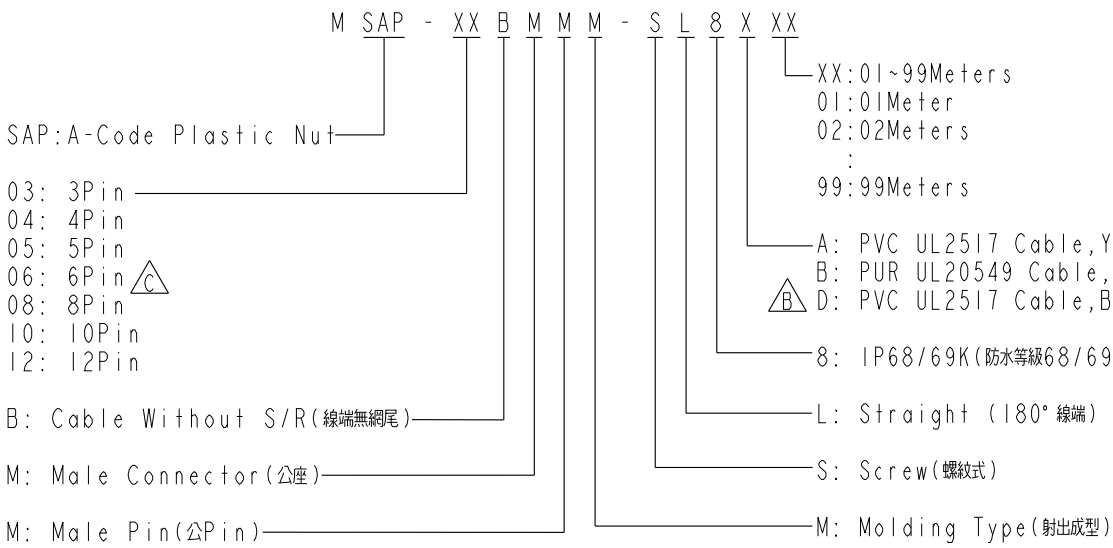 M SAP - XX B M M M - S L 8 X XX
SAP:A-Code Plastic Nut
03: 3Pin
04: 4Pin
05: 5Pin
06: 6Pin
C
08: 8Pin
10: 10Pin
12: 12Pin
B: Cable Without S/R(線端無網尾)
M: Male Connector(公座)
M: Male Pin(公Pin)
XX:01~99Meters
01:01Meter
02:02Meters
:
99:99Meters
A: PVC UL2517 Cable,Y
B: PUR UL20549 Cable,
B
D: PVC UL2517 Cable,B
8: IP68/69K(防水等級68/69
L: Straight (180° 線端)
S: Screw(螺紋式)
M: Molding Type(射出成型)